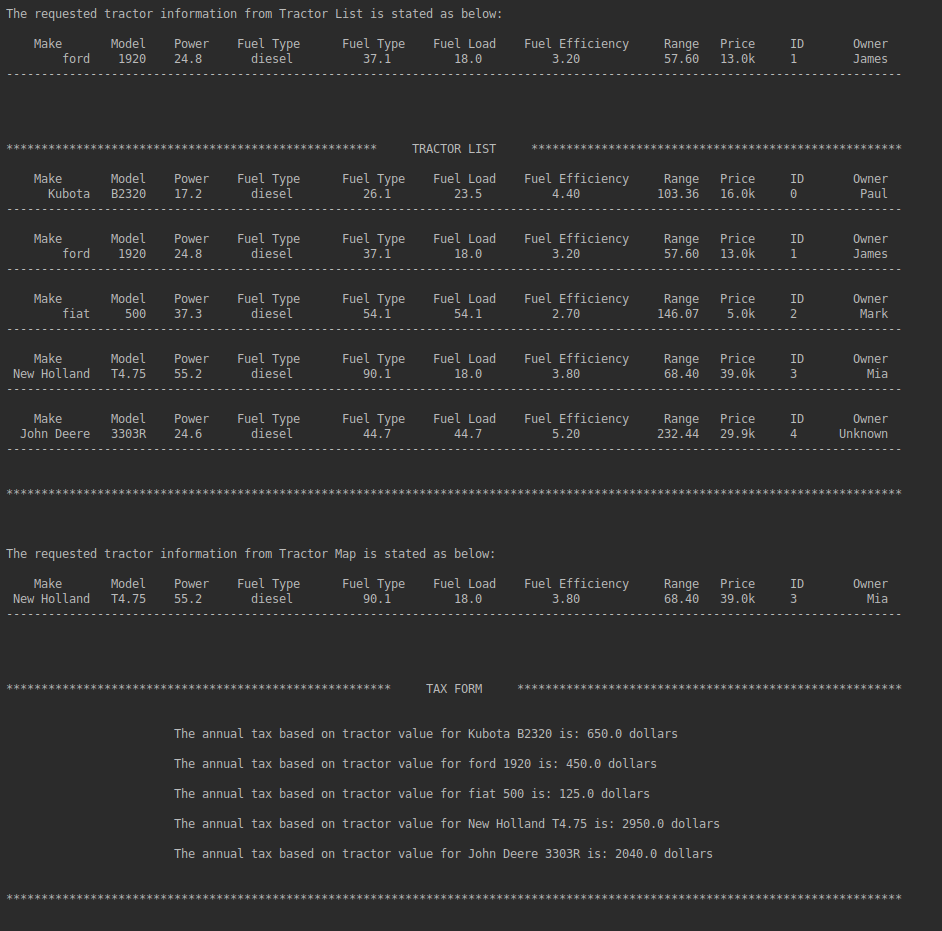 The requested tractor information from Tractor List is stated as below:
Make Model Power Fuel Type Fuel Type Fuel Load Fuel Efficiency Range Price ID Owner
ford 1920 24.8 diesel 37.1 18.0 3.20 57.60 13.0k 1 James
--------------------------------------------------------------------------------------------------------------------------------
***************************************************** TRACTOR LIST *****************************************************
Make Model Power Fuel Type Fuel Type Fuel Load Fuel Efficiency Range Price ID Owner
Kubota B2320 17.2 diesel 26.1 23.5 4.40 103.36 16.0k 0 Paul
--------------------------------------------------------------------------------------------------------------------------------
Make Model Power Fuel Type Fuel Type Fuel Load Fuel Efficiency Range Price ID Owner
ford 1920 24.8 diesel 37.1 18.0 3.20 57.60 13.0k 1 James
--------------------------------------------------------------------------------------------------------------------------------
Make Model Power Fuel Type Fuel Type Fuel Load Fuel Efficiency Range Price ID Owner
fiat 500 37.3 diesel 54.1 54.1 2.70 146.07 5.0k 2 Mark
--------------------------------------------------------------------------------------------------------------------------------
Make Model Power Fuel Type Fuel Type Fuel Load Fuel Efficiency Range Price ID Owner
New Holland T4.75 55.2 diesel 90.1 18.0 3.80 68.40 39.0k 3 Mia
--------------------------------------------------------------------------------------------------------------------------------
Make Model Power Fuel Type Fuel Type Fuel Load Fuel Efficiency Range Price ID Owner
John Deere 3303R 24.6 diesel 44.7 44.7 5.20 232.44 29.9k 4 Unknown
--------------------------------------------------------------------------------------------------------------------------------
********************************************************************************************************************************
The requested tractor information from Tractor Map is stated as below:
Make Model Power Fuel Type Fuel Type Fuel Load Fuel Efficiency Range Price ID Owner
New Holland T4.75 55.2 diesel 90.1 18.0 3.80 68.40 39.0k 3 Mia
--------------------------------------------------------------------------------------------------------------------------------
******************************************************* TAX FORM *******************************************************
The annual tax based on tractor value for Kubota B2320 is: 650.0 dollars
The annual tax based on tractor value for ford 1920 is: 450.0 dollars
The annual tax based on tractor value for fiat 500 is: 125.0 dollars
The annual tax based on tractor value for New Holland T4.75 is: 2950.0 dollars
The annual tax based on tractor value for John Deere 3303R is: 2040.0 dollars
********************************************************************************************************************************